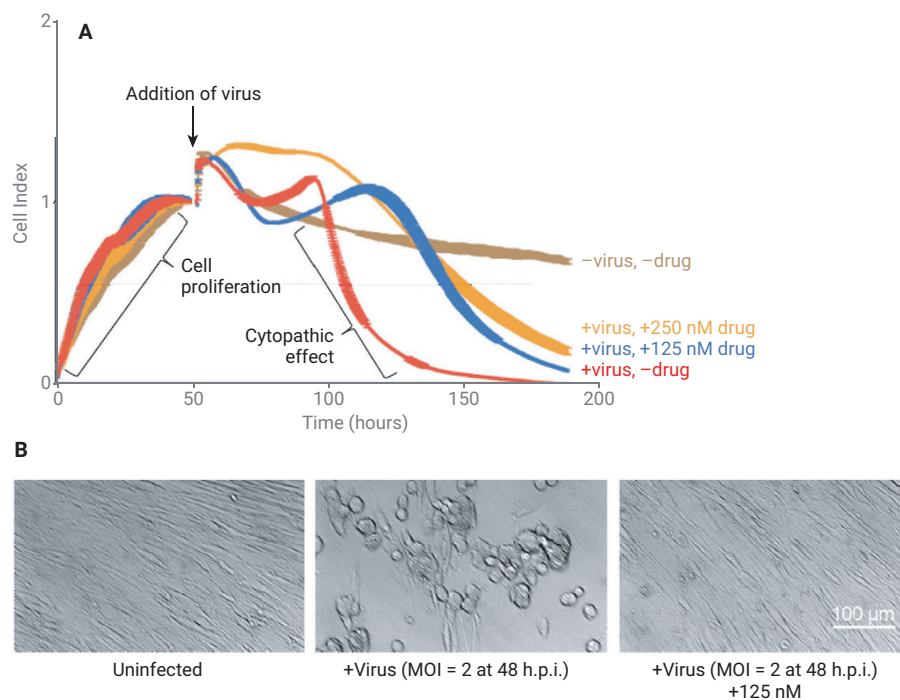 A
2
Addition of virus
Cell Index
1
Cell
proliferation
–virus, –drug
Cytopathic
effect
+virus, +250 nM drug
+virus, +125 nM drug
+virus, –drug
0
0 50 100 150 200
Time (hours)
B
100 µm
Uninfected
+Virus (MOI = 2 at 48 h.p.i.)
+Virus (MOI = 2 at 48 h.p.i.)
+125 nM